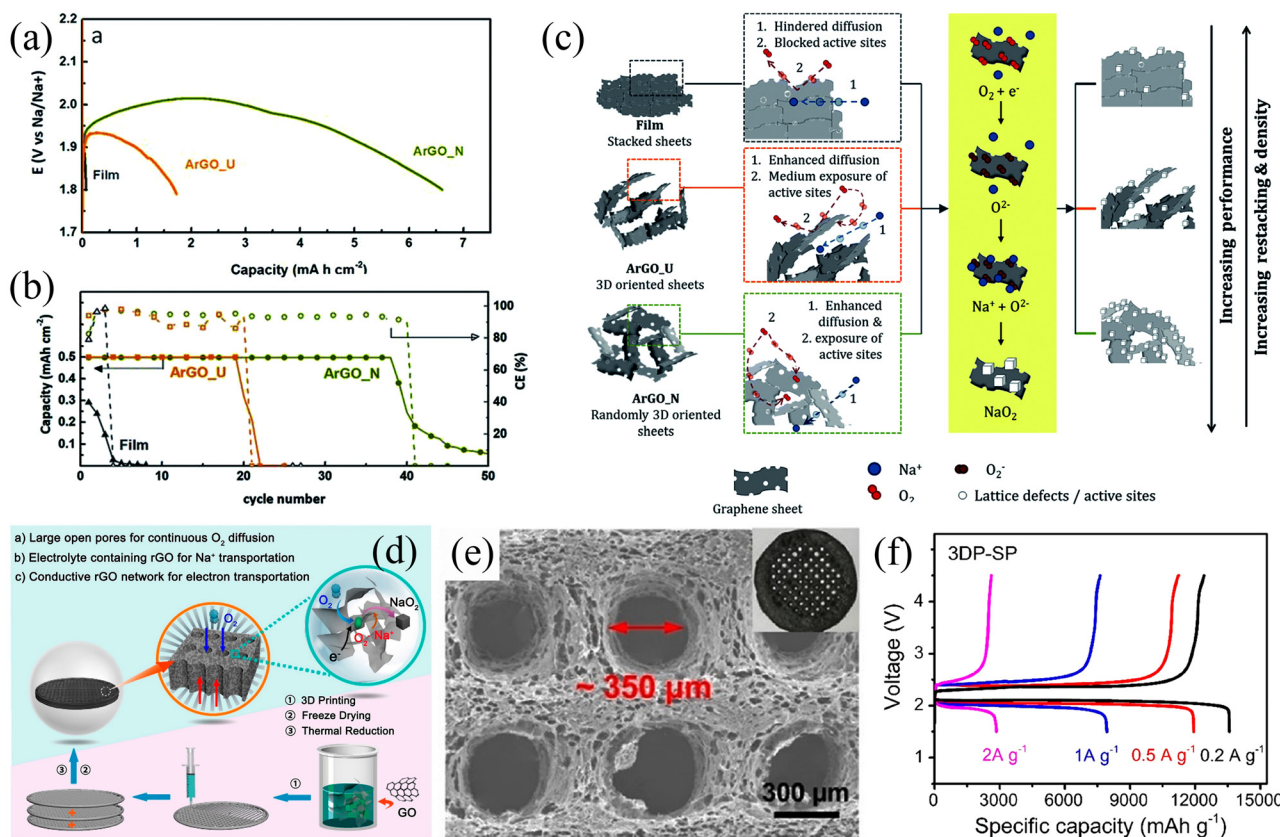 (a)
a
2.2
2.1
2.0
1.9
1.8
1.7
E (V vs Na/Na+)
Film
ArGO_U
ArGO_N
0
1
2
3
4
5
6
7
Capacity (mA h cm⁻²)
(b)
Capacity (mAh cm⁻²)
0.5
0.4
0.3
0.2
0.1
ArGO_U
ArGO_N
Film
100
80
60
40
20
CE (%)
0
10
20
30
40
50
cycle number
(c)
Film
Stacked sheets
ArGO_U
3D oriented sheets
ArGO_N
Randomly 3D oriented
sheets
1. Hindered diffusion
2. Blocked active sites
2
1
1. Enhanced diffusion
2. Medium exposure of
active sites
2
1
1. Enhanced
diffusion &
2. exposure of
active sites
2
1
O₂ + e⁻
O²⁻
Na⁺ + O²⁻
NaO₂
Increasing performance
Increasing restacking & density
Graphene sheet
Na⁺
O₂⁻
O₂
Lattice defects / active sites
(d)
a) Large open pores for continuous O₂ diffusion
b) Electrolyte containing rGO for Na⁺ transportation
c) Conductive rGO network for electron transportation
O₂
O₂
NaO₂
O₂⁻
Na⁺
e⁻
① 3D Printing
② Freeze Drying
③ Thermal Reduction
③
②
①
GO
(e)
~ 350 μm
300 μm
(f)
3DP-SP
Voltage (V)
4
3
2
1
2A g⁻¹
1A g⁻¹
0.5 A g⁻¹
0.2 A g⁻¹
0
3000
6000
9000
12000
15000
Specific capacity (mAh g⁻¹)